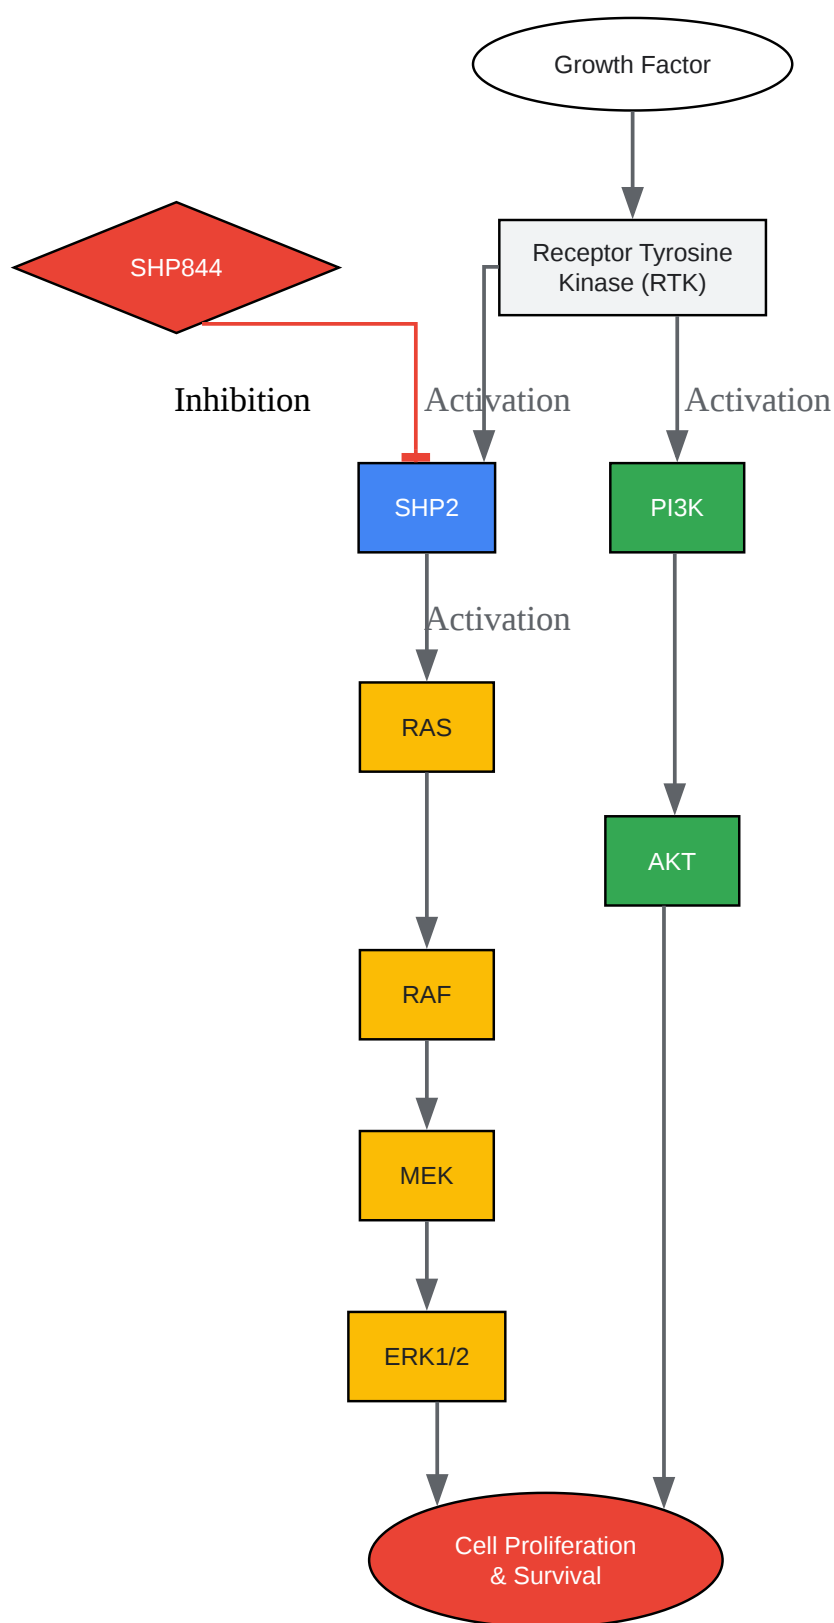 Growth Factor
SHP844
Receptor Tyrosine
Kinase (RTK)
Inhibition
Activation
Activation
SHP2
PI3K
Activation
RAS
AKT
RAF
MEK
ERK1/2
Cell Proliferation
& Survival